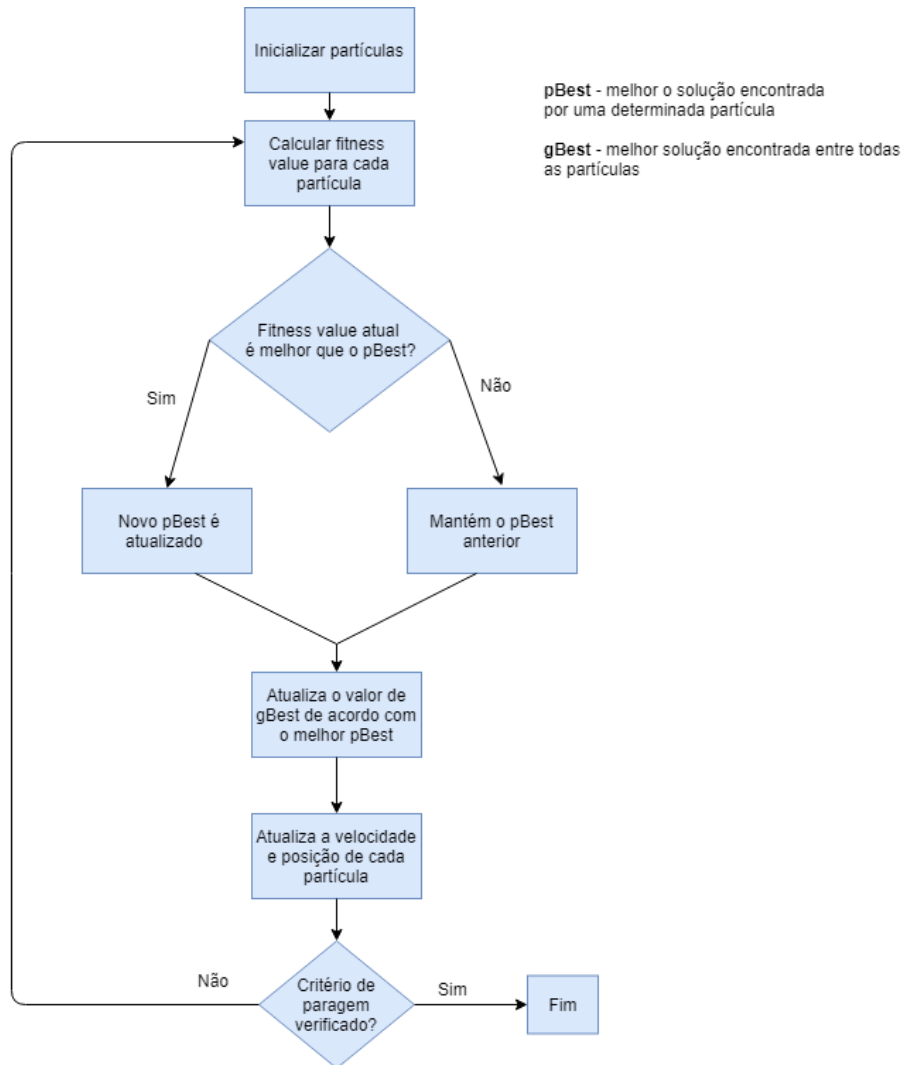 Inicializar partículas
pBest - melhor o solução encontrada
por uma determinada partícula
gBest - melhor solução encontrada entre todas
as partículas
Calcular fitness
value para cada
partícula
Fitness value atual
é melhor que o pBest?
Sim
Não
Novo pBest é
atualizado
Mantém o pBest
anterior
Atualiza o valor de
gBest de acordo com
o melhor pBest
Atualiza a velocidade
e posição de cada
partícula
Critério de
paragem
verificado?
Não
Sim
Fim